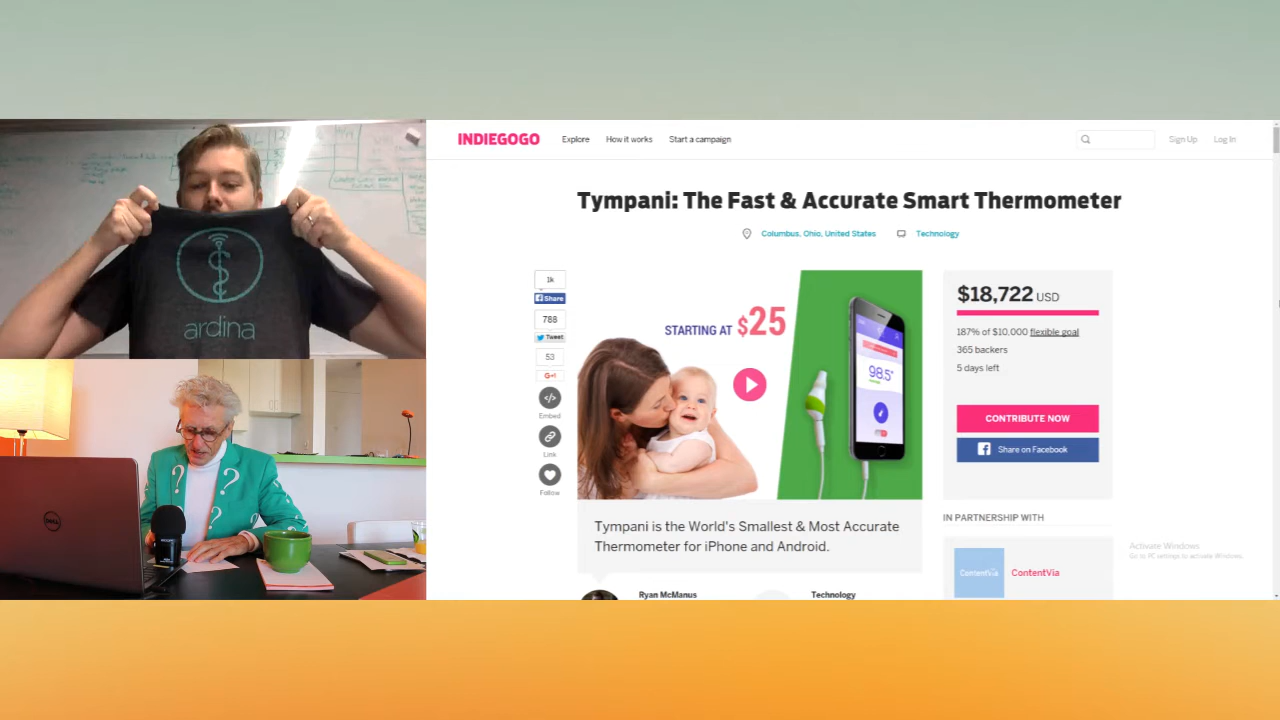 ardina
DELL
? ? ?
INDIEGOGO
Explore
How it works
Start a campaign
Sign Up
Log In
Tympani: The Fast & Accurate Smart Thermometer
Columbus, Ohio, United States
Technology
1k
Share
788
Tweet
53
G+1
Embed
Link
Follow
STARTING AT $25
98.5°
$18,722 USD
187% of $10,000 flexible goal
365 backers
5 days left
CONTRIBUTE NOW
Share on Facebook
Tympani is the World's Smallest & Most Accurate
Thermometer for iPhone and Android.
IN PARTNERSHIP WITH
ContentVia
ContentVia
Activate Windows
Go to PC settings to activate Windows.
Ryan McManus
Technology